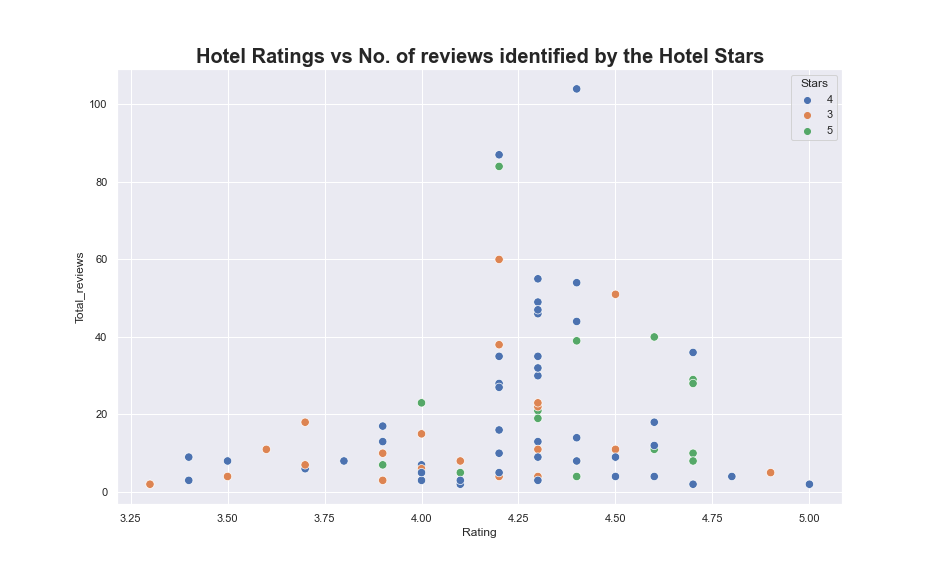 Hotel Ratings vs No. of reviews identified by the Hotel Stars
Stars
4
3
5
100
80
60
40
20
0
Total_reviews
3.25 3.50 3.75 4.00 4.25 4.50 4.75 5.00
Rating